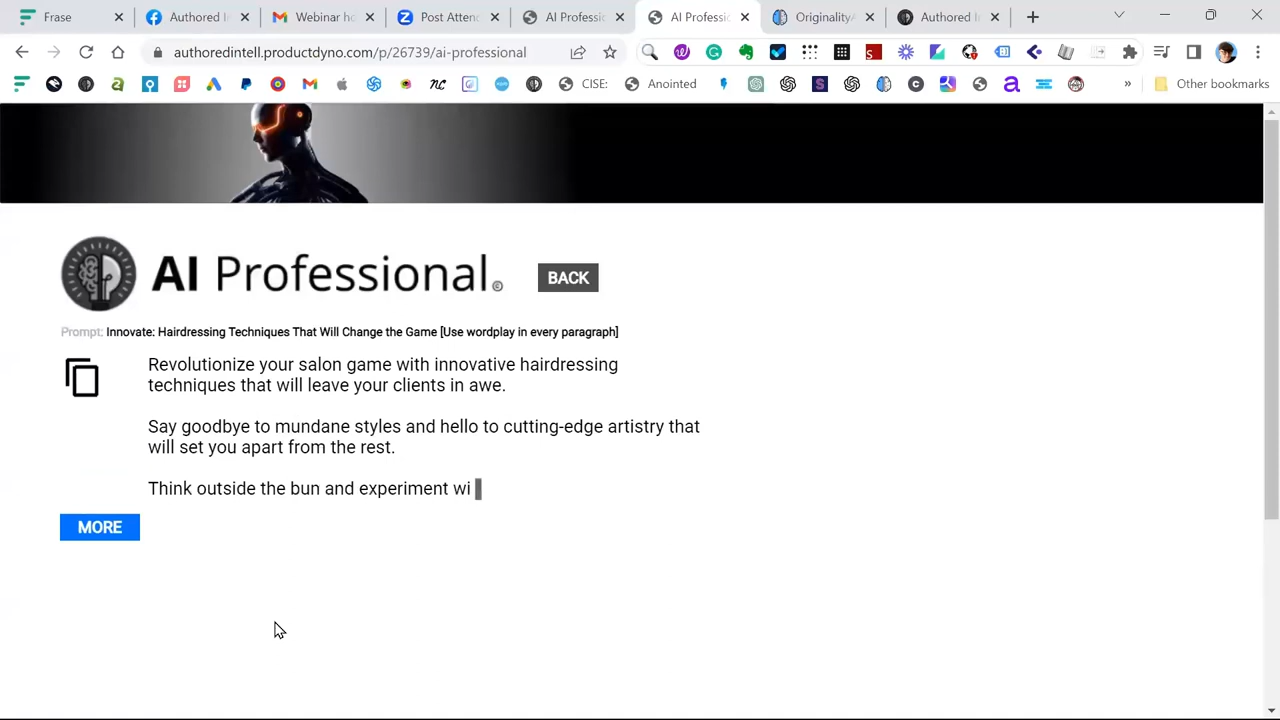 Frase
Authored I
Webinar ho
Post Attend
AI Professio
AI Professio
Originality
Authored I
authoredintell.productdyno.com/p/26739/ai-professional
CISE:
Anointed
Other bookmarks
AI Professional
BACK
Prompt: Innovate: Hairdressing Techniques That Will Change the Game [Use wordplay in every paragraph]
Revolutionize your salon game with innovative hairdressing
techniques that will leave your clients in awe.
Say goodbye to mundane styles and hello to cutting-edge artistry that
will set you apart from the rest.
Think outside the bun and experiment wi
MORE